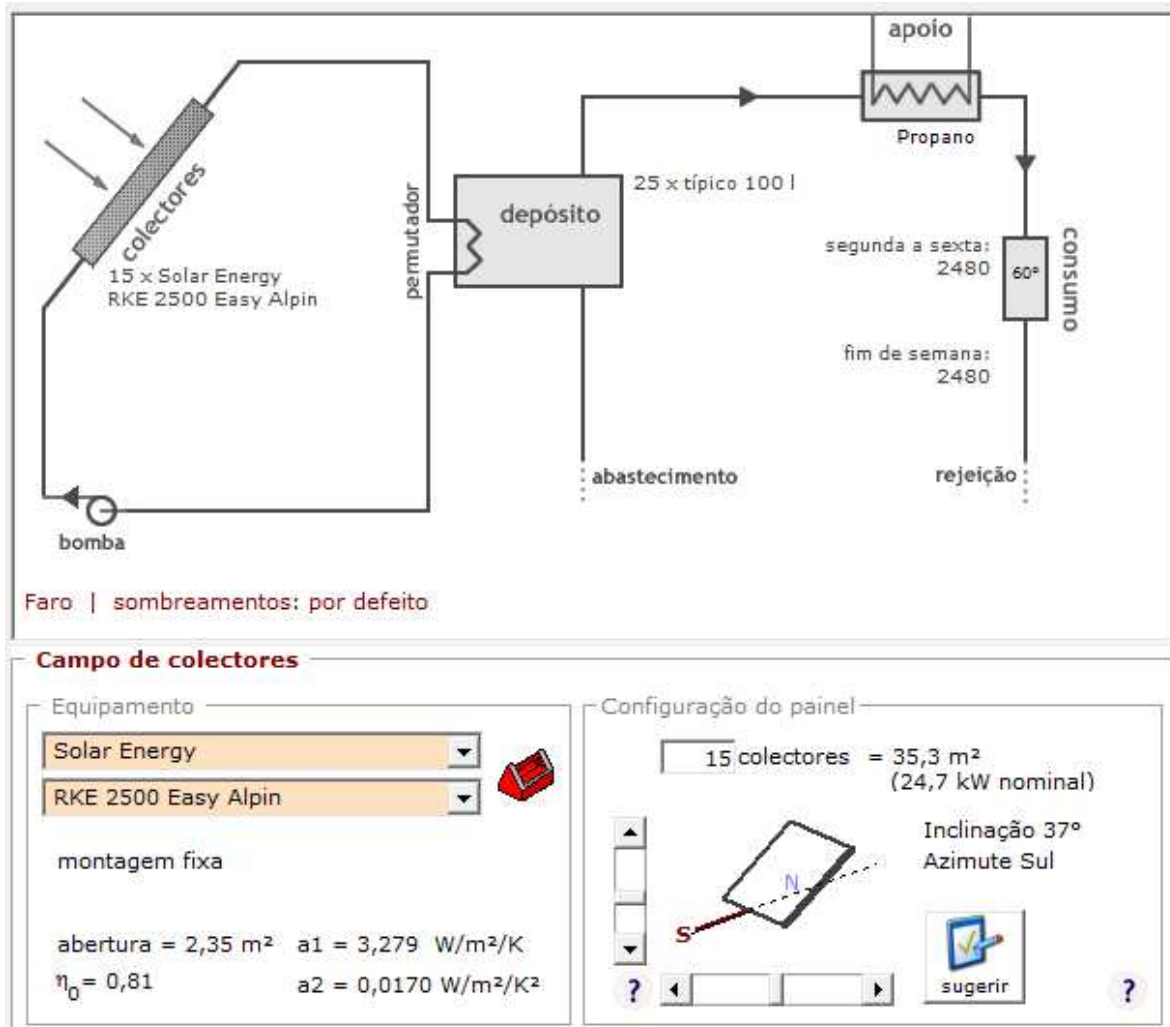 apoio
Propano
colectores
15 x Solar Energy
RKE 2500 Easy Alpin
permutador
depósito
25 x típico 100 l
segunda a sexta:
2480
60°
consumo
fim de semana:
2480
abastecimento
rejeição
bomba
Faro | sombreamentos: por defeito
Campo de colectores
Equipamento
Solar Energy
RKE 2500 Easy Alpin
montagem fixa
abertura = 2,35 m² a1 = 3,279 W/m²/K
η0= 0,81 a2 = 0,0170 W/m²/K²
Configuração do painel
15 colectores = 35,3 m²
(24,7 kW nominal)
Inclinação 37°
Azimute Sul
N
S
sugerir
?
?